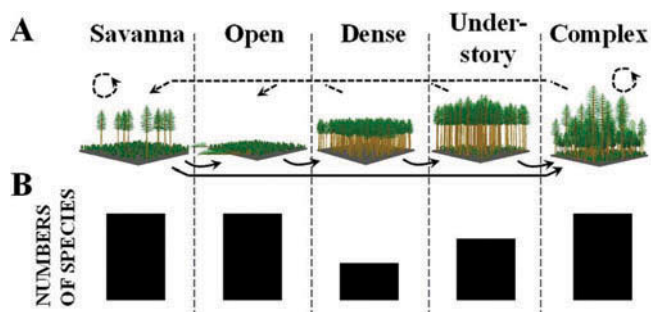 A
Savanna
Open
Dense
Under-
story
Complex
B
NUMBERS
OF SPECIES